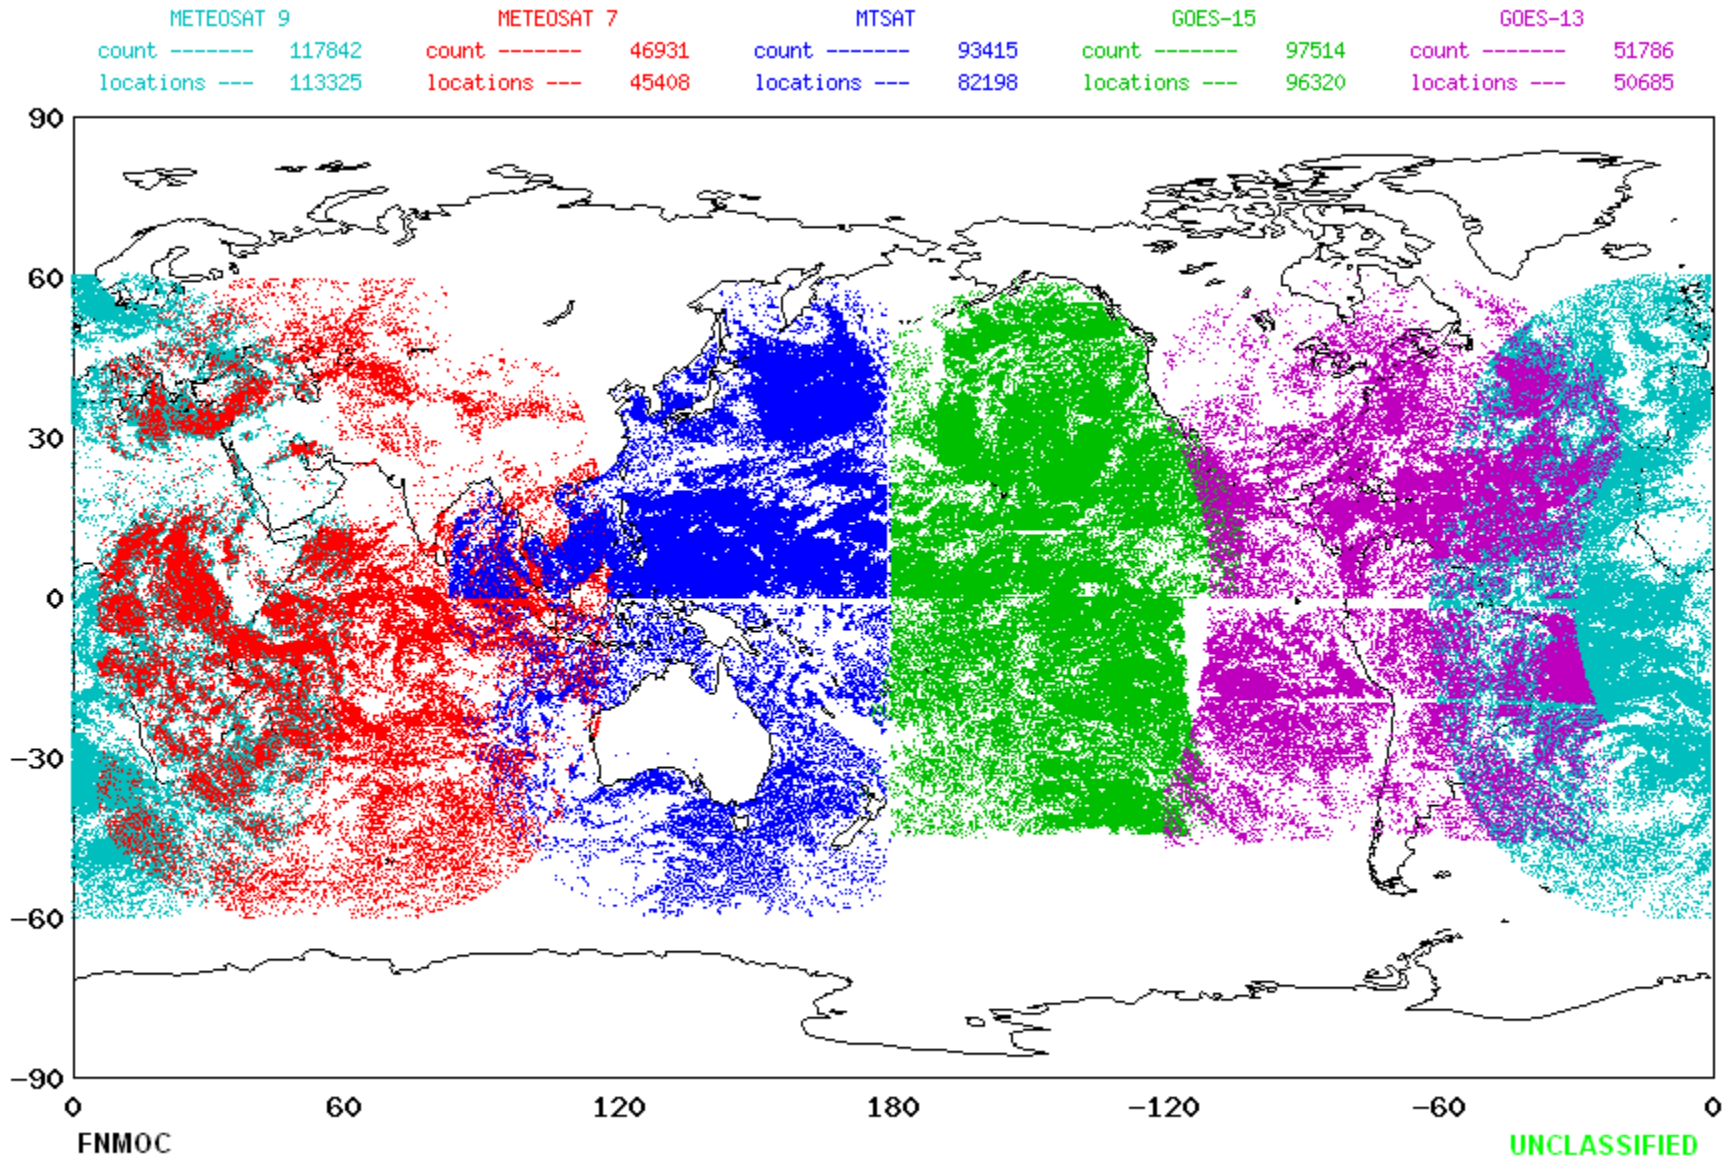 METEOSAT 9 METEOSAT 7 MTSAT GOES-15 GOES-13
count ------- 117842 count ------- 46931 count ------- 93415 count ------- 97514 count ------- 51786
locations --- 113325 locations --- 45408 locations --- 82198 locations --- 96320 locations --- 50685
90
60
30
0
-30
-60
-90
0 60 120 180 -120 -60 0
FNMOC UNCLASSIFIED